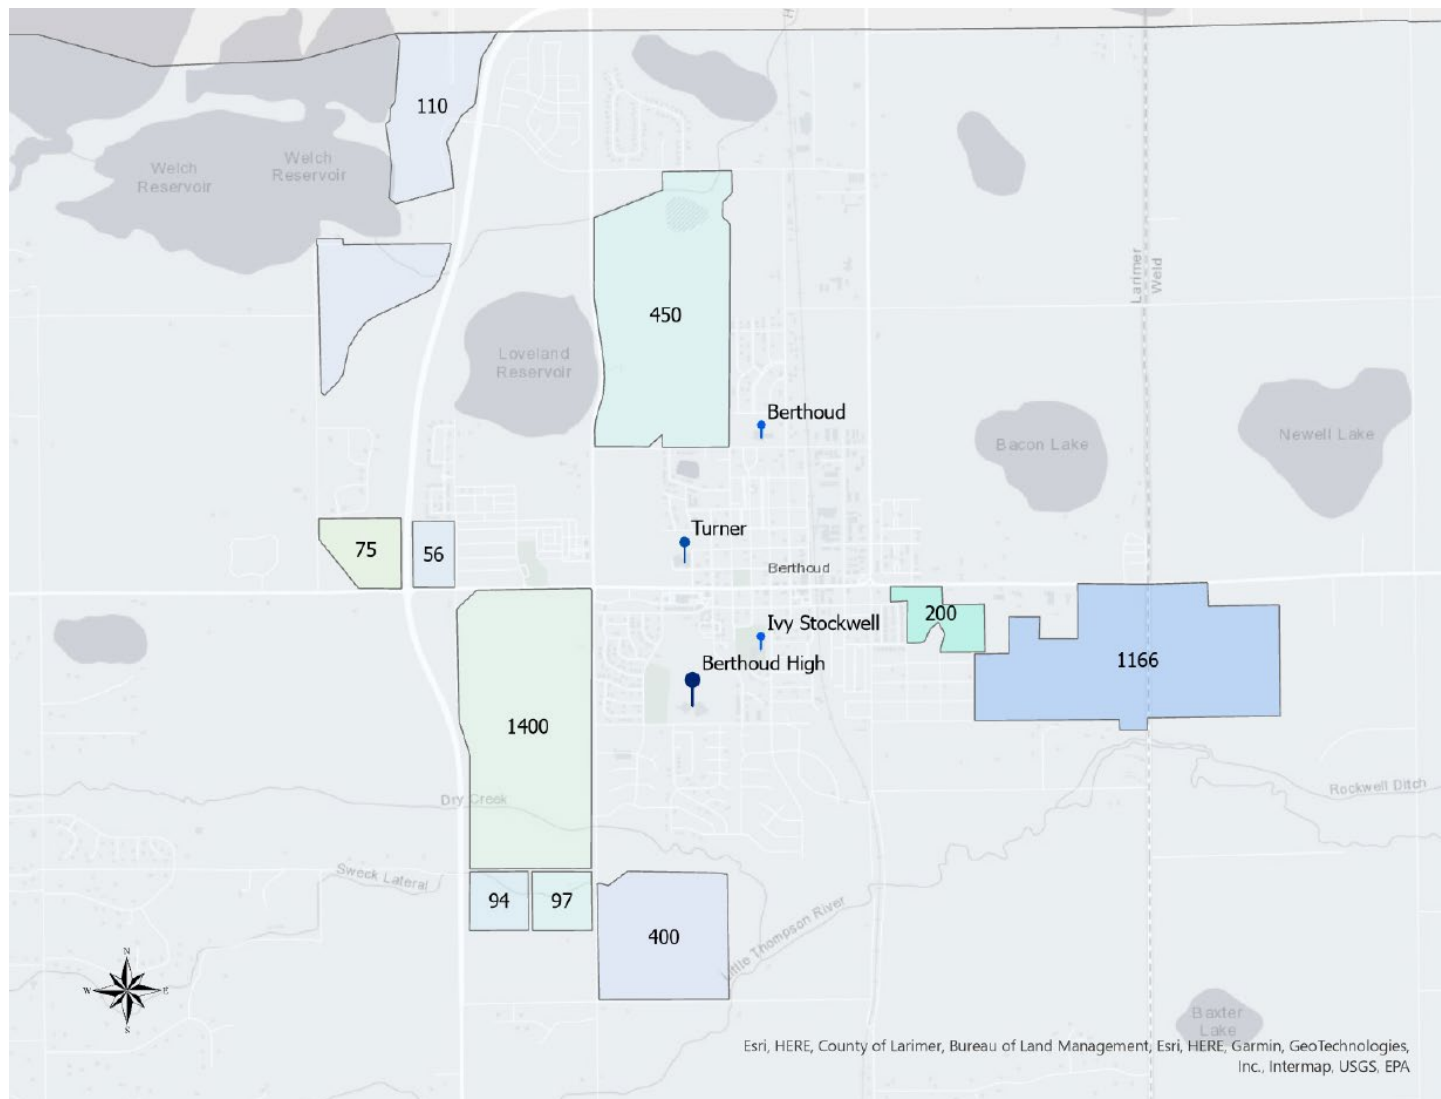 H
110
Welch
Reservoir
Welch
Reservoir
Larimer
Weld
450
Loveland
Reservoir
Berthoud
Bacon Lake
Newell Lake
Turner
75
56
Berthoud
200
Ivy Stockwell
Berthoud High
1166
1400
Dry Creek
Rockwell Ditch
Sweck Lateral
94
97
400
Little Thompson River
N
W
E
S
Baxter
Lake
Esri, HERE, County of Larimer, Bureau of Land Management, Esri, HERE, Garmin, GeoTechnologies,
Inc., Intermap, USGS, EPA